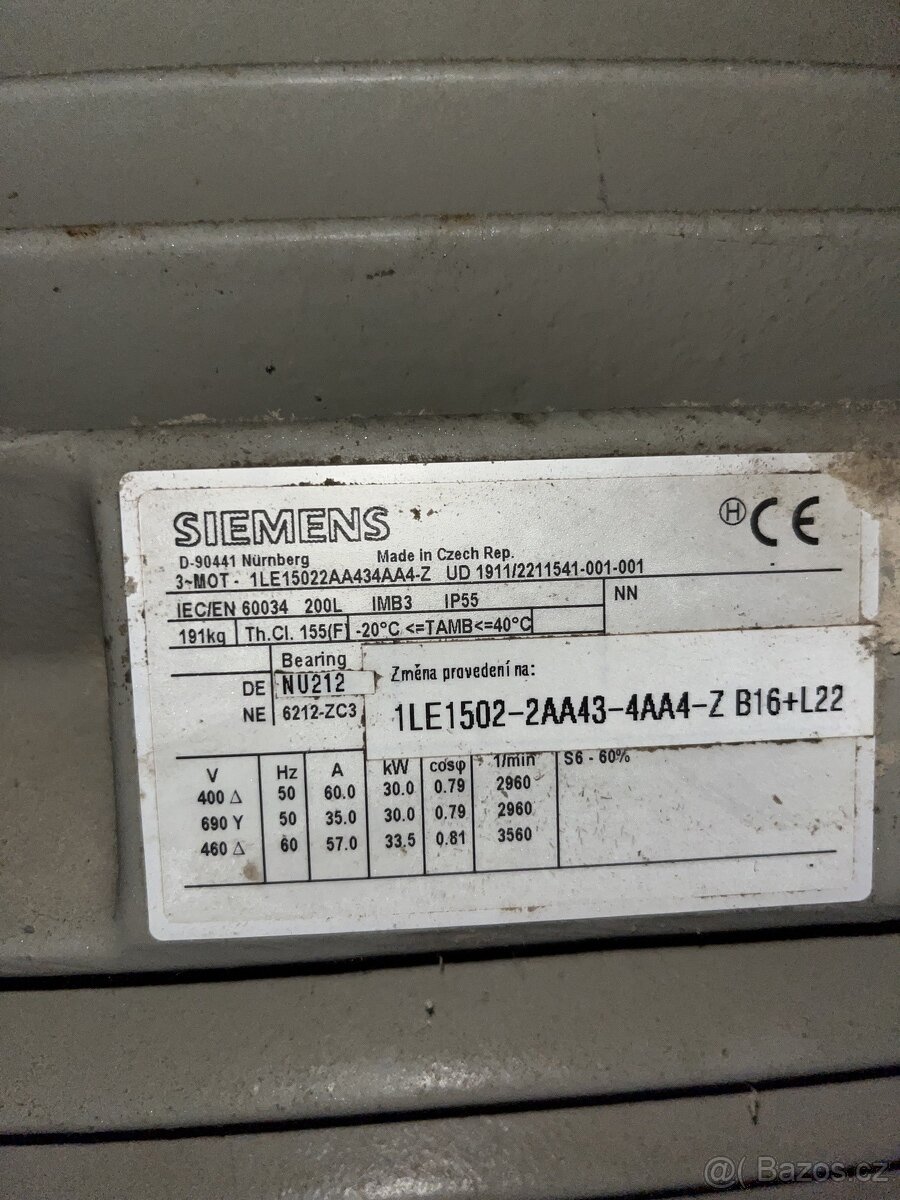 SIEMENS
H CE
D-90441 Nürnberg Made in Czech Rep.
3~MOT - 1LE15022AA434AA4-Z UD 1911/2211541-001-001
IEC/EN 60034 200L IMB3 IP55 NN
191kg Th.Cl. 155(F) -20°C <=TAMB<=40°C
Bearing
DE NU212
NE 6212-ZC3
Změna provedení na:
1LE1502-2AA43-4AA4-Z B16+L22
V Hz A kW cosφ 1/min S6 - 60%
400 Δ 50 60.0 30.0 0.79 2960
690 Y 50 35.0 30.0 0.79 2960
460 Δ 60 57.0 33.5 0.81 3560
@( Bazos.cz